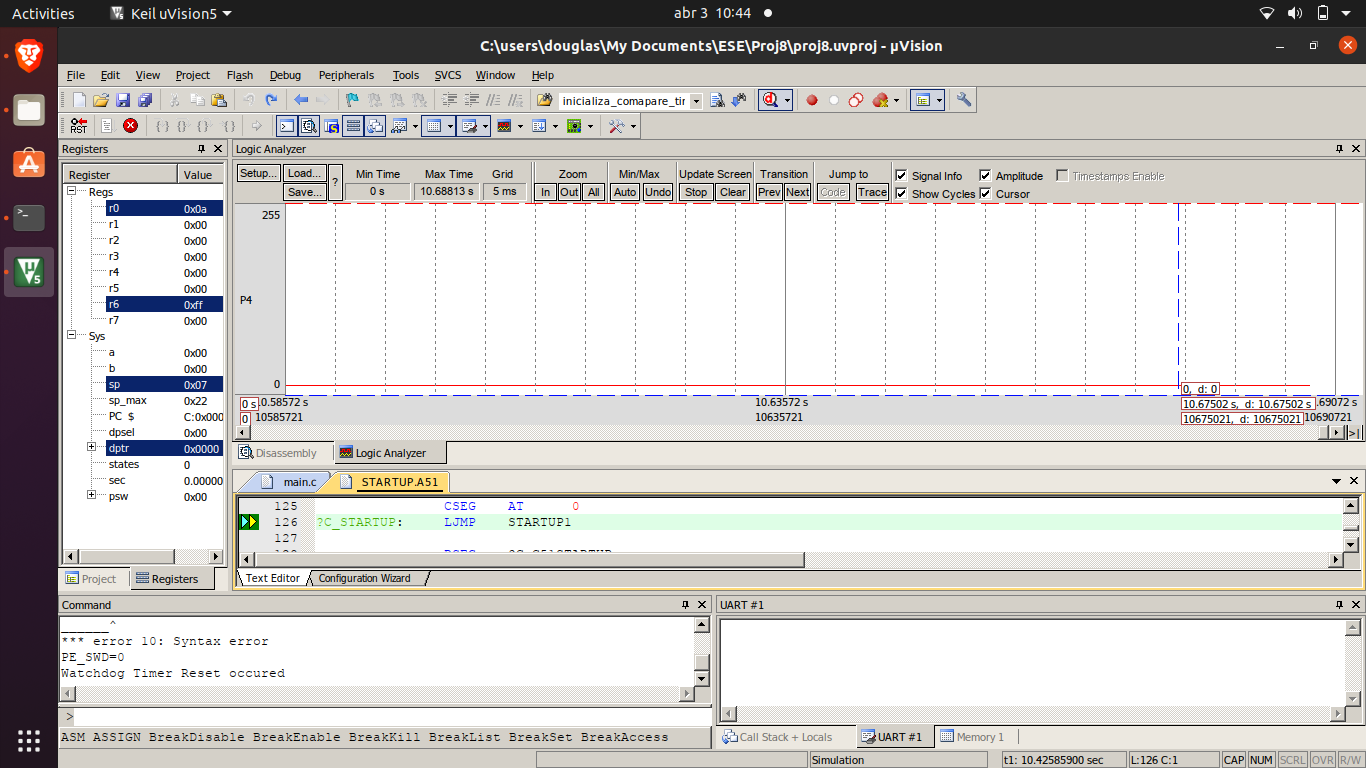 Activities
Keil uVision5
abr 3 10:44
C:\users\douglas\My Documents\ESE\Proj8\proj8.uvproj - µVision
File Edit View Project Flash Debug Peripherals Tools SVCS Window Help
inicializa_comapare_tir
RST
Registers
Register Value
Regs
r0 0x0a
r1 0x00
r2 0x00
r3 0x00
r4 0x00
r5 0x00
r6 0xff
r7 0x00
Sys
a 0x00
b 0x00
sp 0x07
sp_max 0x22
PC $ C:0x000
dpsel 0x00
dptr 0x0000
states 0
sec 0.00000
psw 0x00
Project Registers
Logic Analyzer
Setup... Load... Save... ?
Min Time Max Time Grid Zoom Min/Max Update Screen Transition Jump to
0 s 10.68813 s 5 ms In Out All Auto Undo Stop Clear Prev Next Code Trace
Signal Info Amplitude Timestamps Enable
Show Cycles Cursor
255
P4
0
0, d: 0
0 s 10.58572 s 10.63572 s 10.67502 s, d: 10.67502 s .69072 s
0 10585721 10635721 10675021, d: 10675021 10690721
Disassembly Logic Analyzer
main.c STARTUP.A51
125 CSEG AT 0
126 ?C_STARTUP: LJMP STARTUP1
127
Text Editor Configuration Wizard
Command
______^
*** error 10: Syntax error
PE_SWD=0
Watchdog Timer Reset occured
>
ASM ASSIGN BreakDisable BreakEnable BreakKill BreakList BreakSet BreakAccess
UART #1
Call Stack + Locals UART #1 Memory 1
Simulation t1: 10.42585900 sec L:126 C:1 CAP NUM SCRL OVR R/W